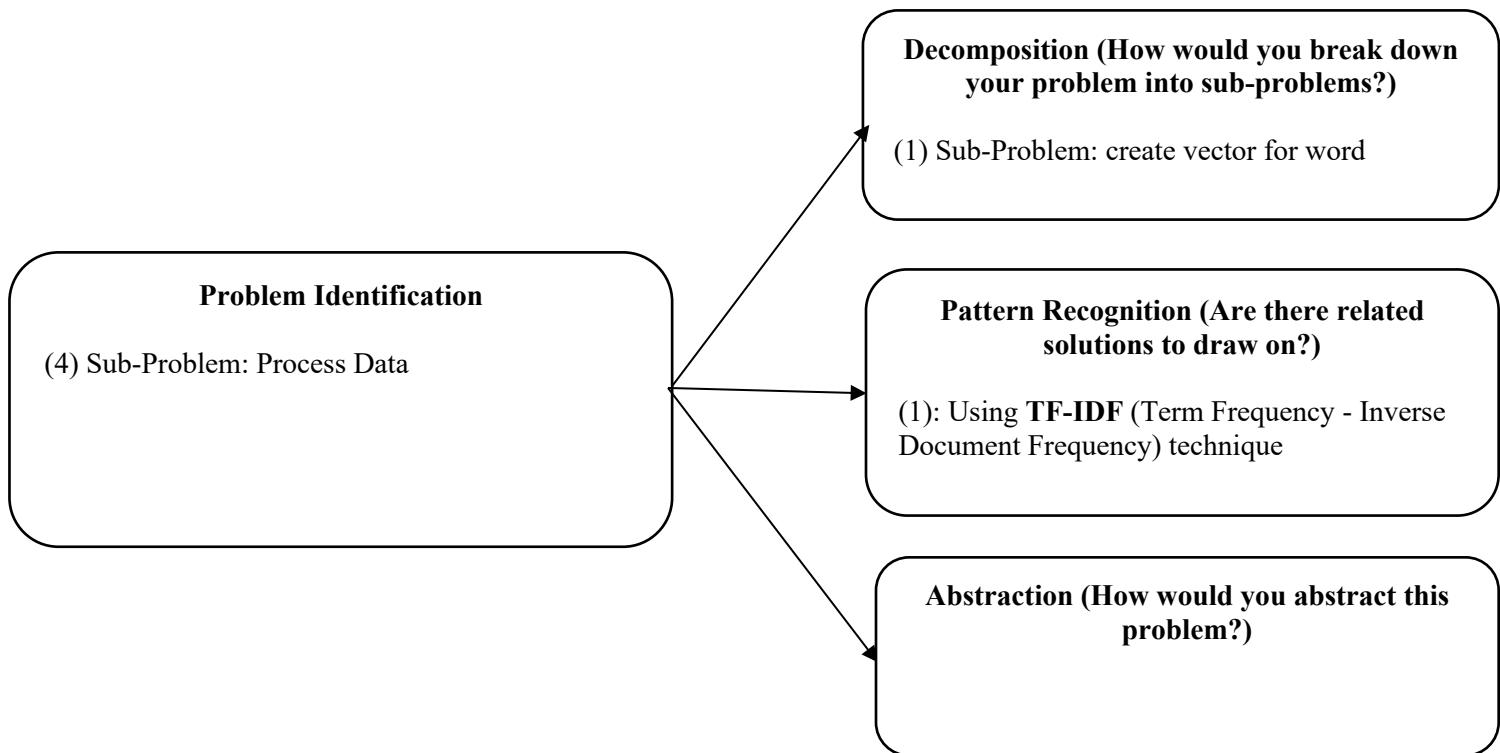 Decomposition (How would you break down
your problem into sub-problems?)
(1) Sub-Problem: create vector for word
Problem Identification
(4) Sub-Problem: Process Data
Pattern Recognition (Are there related
solutions to draw on?)
(1): Using TF-IDF (Term Frequency - Inverse
Document Frequency) technique
Abstraction (How would you abstract this
problem?)